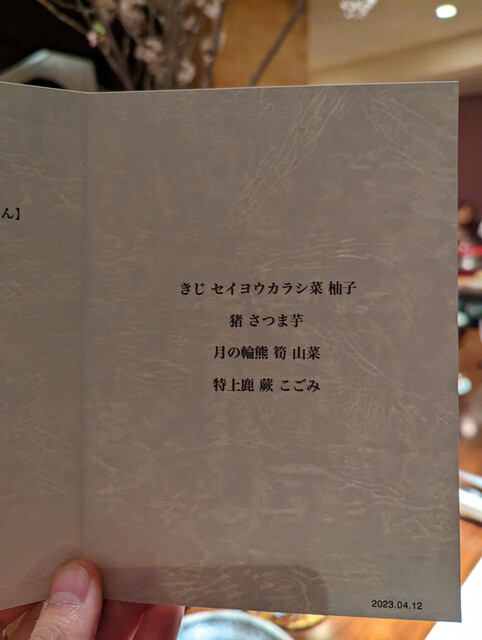 ん】
きじ セイヨウカラシ菜 柚子
猪 さつま芋
月の輪熊 筍 山菜
特上鹿 蕨 こごみ
2023.04.12